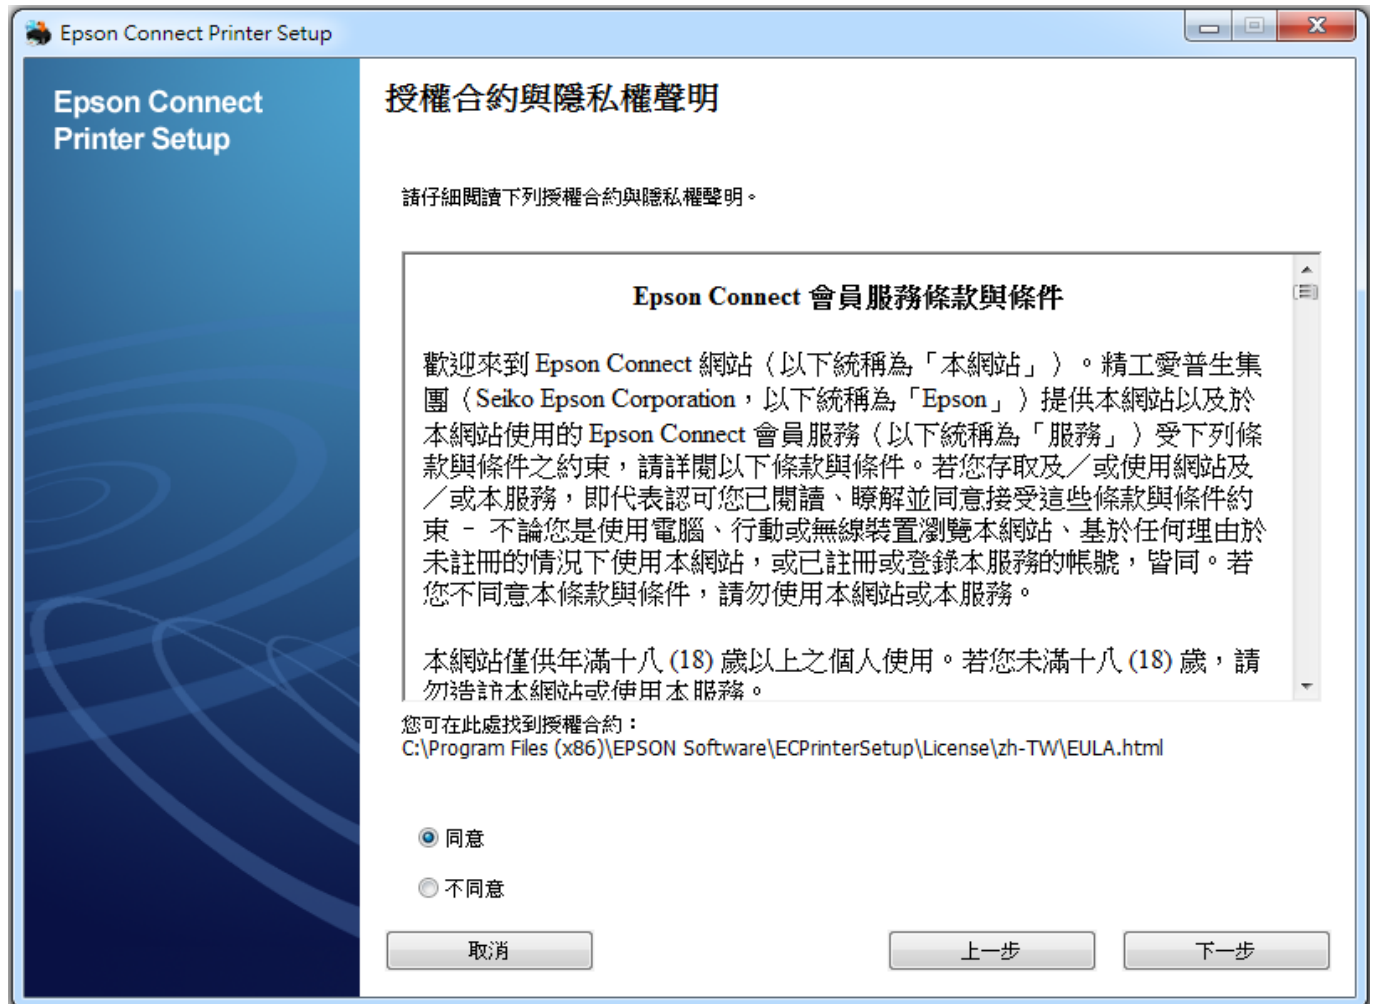 Epson Connect Printer Setup
Epson Connect
Printer Setup
授權合約與隱私權聲明
請仔細閱讀下列授權合約與隱私權聲明。
Epson Connect 會員服務條款與條件
歡迎來到 Epson Connect 網站（以下統稱為「本網站」）。精工愛普生集
團（Seiko Epson Corporation，以下統稱為「Epson」）提供本網站以及於
本網站使用的 Epson Connect 會員服務（以下統稱為「服務」）受下列條
款與條件之約束，請詳閱以下條款與條件。若您存取及／或使用網站及
／或本服務，即代表認可您已閱讀、瞭解並同意接受這些條款與條件約
束 - 不論您是使用電腦、行動或無線裝置瀏覽本網站、基於任何理由於
未註冊的情況下使用本網站，或已註冊或登錄本服務的帳號，皆同。若
您不同意本條款與條件，請勿使用本網站或本服務。
本網站僅供年滿十八 (18) 歲以上之個人使用。若您未滿十八 (18) 歲，請
勿造訪本網站或使用本服務。
您可在此處找到授權合約：
C:\Program Files (x86)\EPSON Software\ECPrinterSetup\License\zh-TW\EULA.html
同意
不同意
取消
上一步
下一步